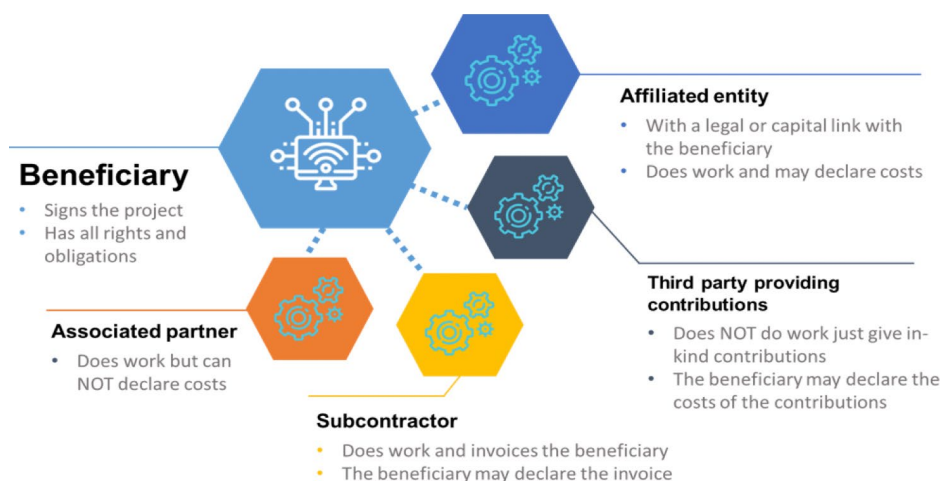 Affiliated entity
• With a legal or capital link with
the beneficiary
• Does work and may declare costs
Beneficiary
• Signs the project
• Has all rights and
obligations
Third party providing
contributions
• Does NOT do work just give in-
kind contributions
• The beneficiary may declare the
costs of the contributions
Associated partner
• Does work but can
NOT declare costs
Subcontractor
• Does work and invoices the beneficiary
• The beneficiary may declare the invoice